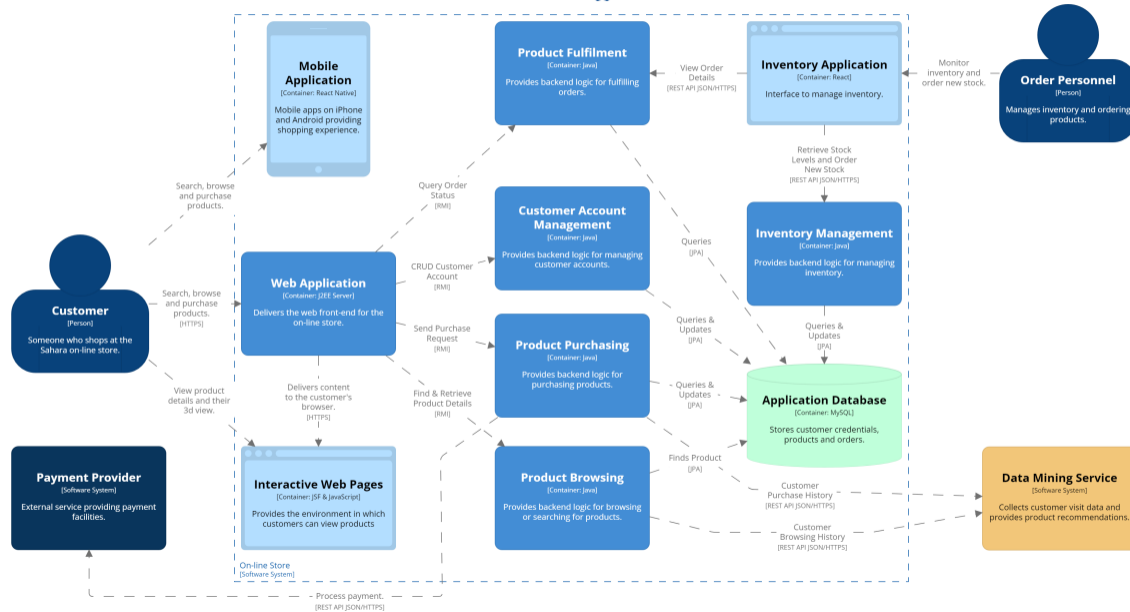 Mobile
Application
[Container: React Native]
Mobile apps on iPhone
and Android providing
shopping experience.
Product Fulfilment
[Container: Java]
Provides backend logic for fulfilling
orders.
View Order
Details
[REST API JSON/HTTPS]
Inventory Application
[Container: React]
Interface to manage inventory.
Monitor
inventory and
order new stock.
Order Personnel
[Person]
Manages inventory and ordering
products.
Search, browse
and purchase
products.
Query Order
Status
[RMI]
Retrieve Stock
Levels and Order
New Stock
[REST API JSON/HTTPS]
Customer Account
Management
[Container: Java]
Provides backend logic for managing
customer accounts.
Queries
[JPA]
Inventory Management
[Container: Java]
Provides backend logic for managing
inventory.
Customer
[Person]
Someone who shops at the
Sahara on-line store.
Search, browse
and purchase
products.
[HTTPS]
Web Application
[Container: J2EE Server]
Delivers the web front-end for the
on-line store.
CRUD Customer
Account
[RMI]
Send Purchase
Request
[RMI]
Product Purchasing
[Container: Java]
Provides backend logic for
purchasing products.
Queries &
Updates
[JPA]
Queries &
Updates
[JPA]
View product
details and their
3d view.
Delivers content
to the customer's
browser.
[HTTPS]
Find & Retrieve
Product Details
[RMI]
Queries &
Updates
[JPA]
Application Database
[Container: MySQL]
Stores customer credentials,
products and orders.
Payment Provider
[Software System]
External service providing payment
facilities.
Interactive Web Pages
[Container: JSF & JavaScript]
Provides the environment in which
customers can view products
Product Browsing
[Container: Java]
Provides backend logic for browsing
or searching for products.
Finds Product
[JPA]
Customer
Purchase History
[REST API JSON/HTTPS]
Customer
Browsing History
[REST API JSON/HTTPS]
Data Mining Service
[Software System]
Collects customer visit data and
provides product recommendations.
On-line Store
[Software System]
Process payment.
[REST API JSON/HTTPS]